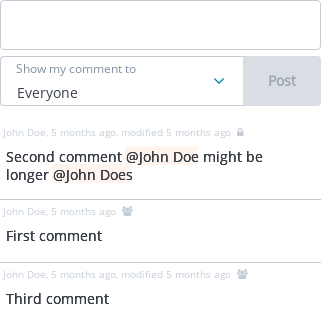 Show my comment to
Everyone
Post
John Doe, 5 months ago, modified 5 months ago
Second comment @John Doe might be
longer @John Does
John Doe, 5 months ago
First comment
John Doe, 5 months ago, modified 5 months ago
Third comment